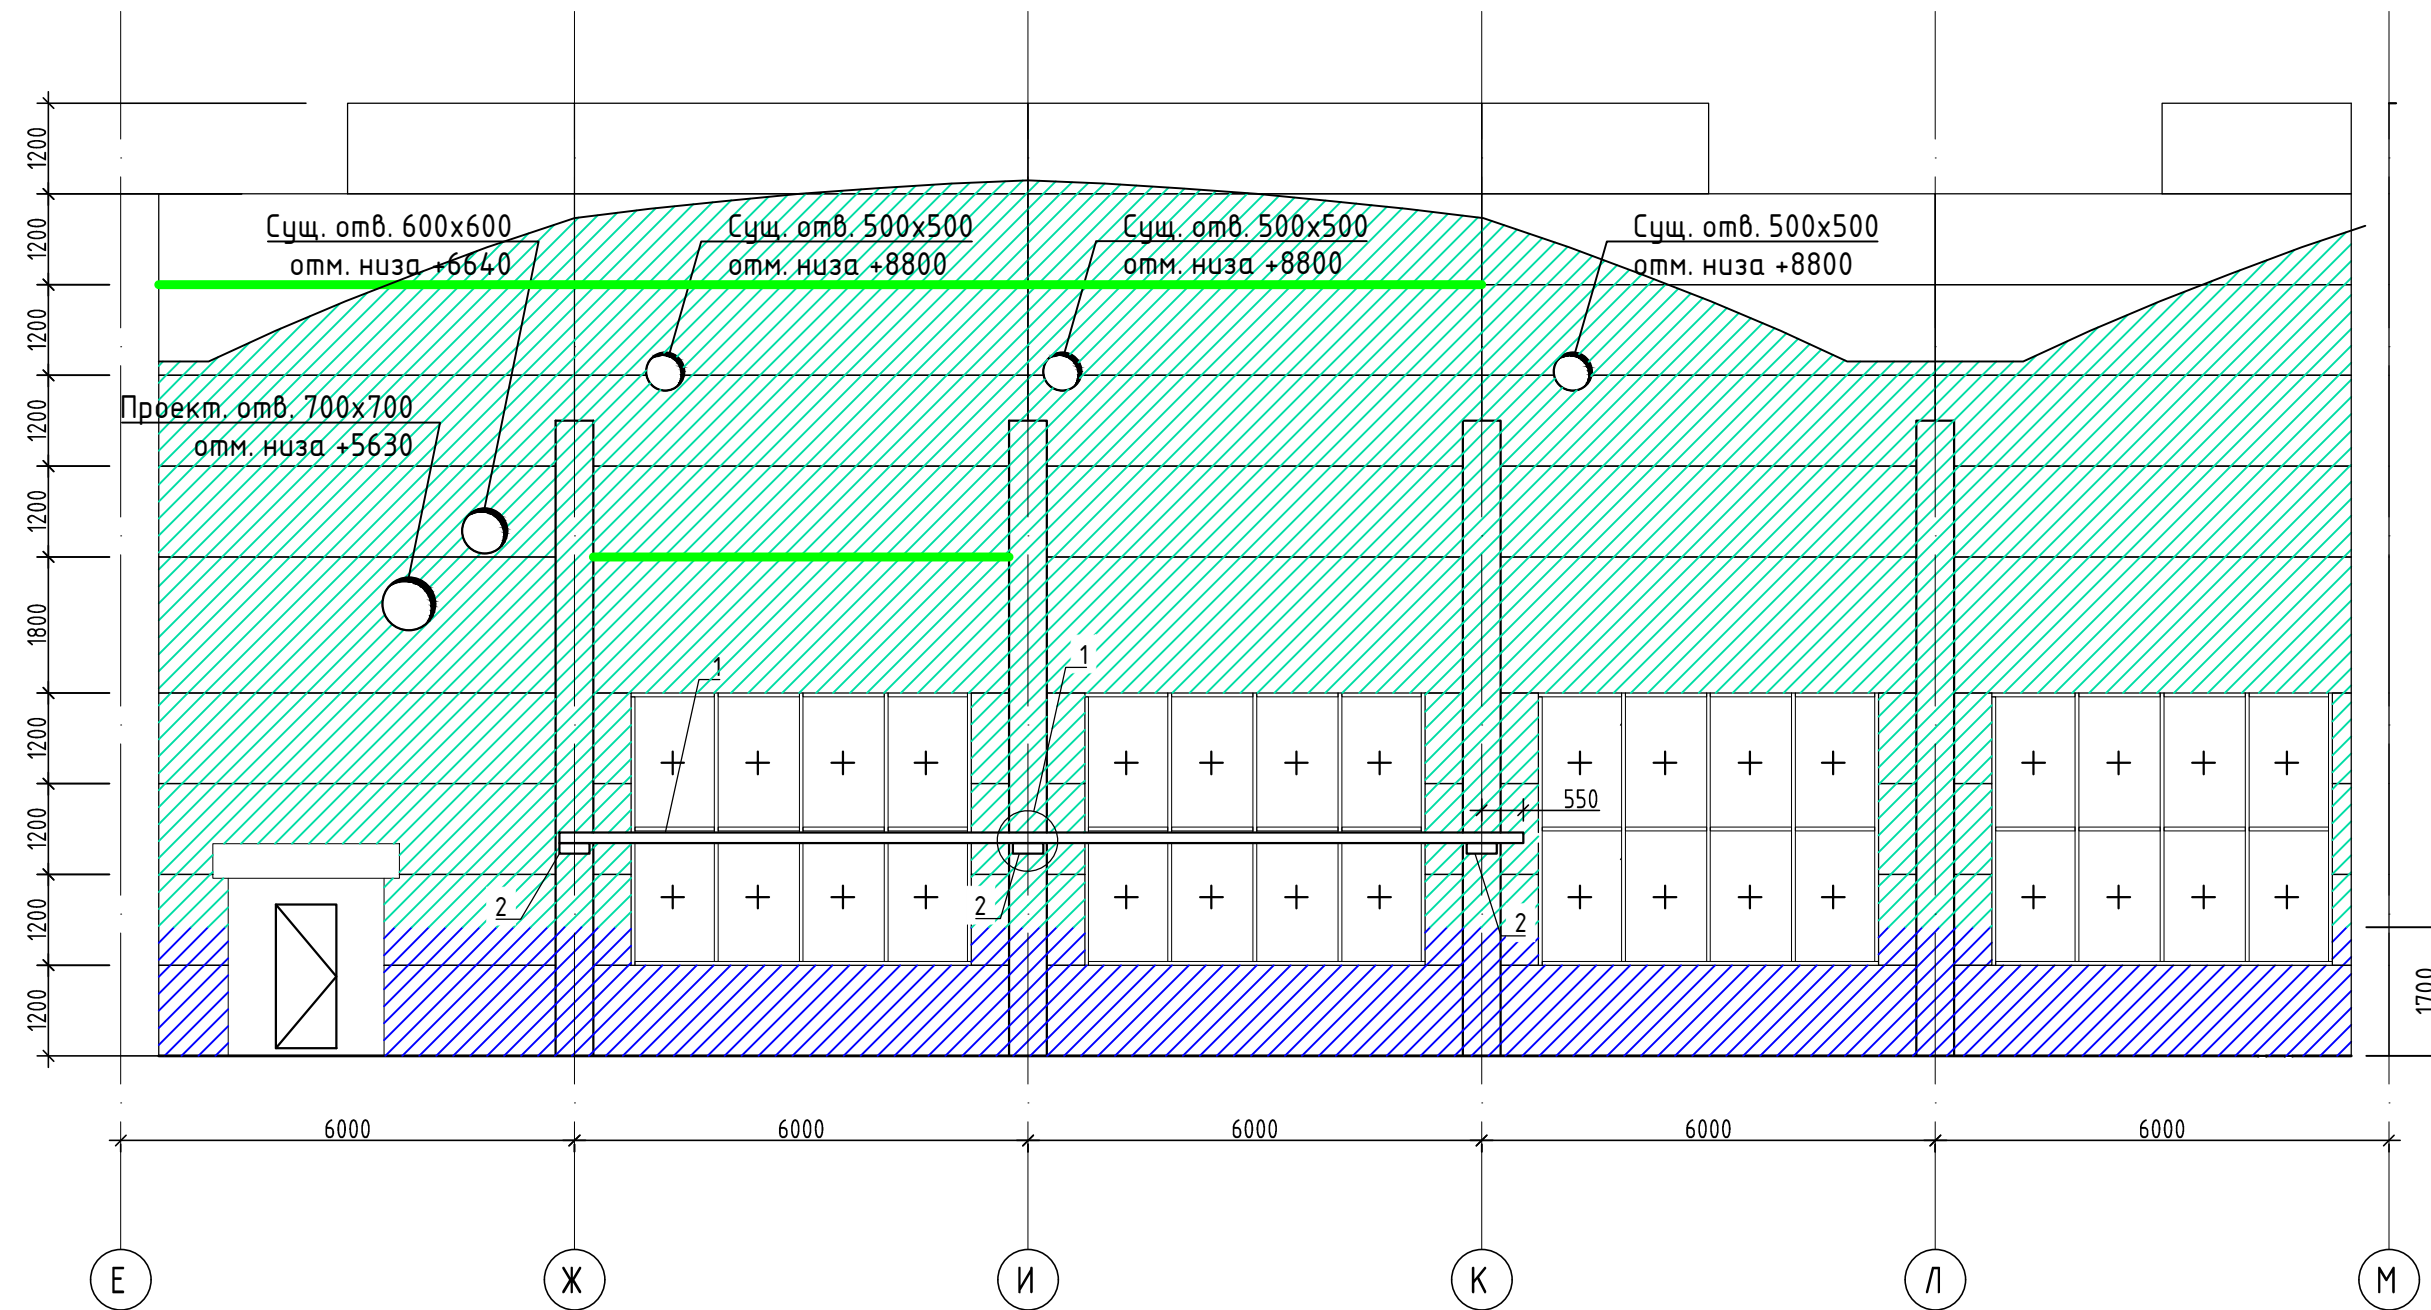 1200
1200
1200
1200
1200
1800
1200
1200
1200
1200
Сущ. отв. 600х600
отм. низа +6640
Сущ. отв. 500х500
отм. низа +8800
Сущ. отв. 500х500
отм. низа +8800
Сущ. отв. 500х500
отм. низа +8800
Проект. отв. 700х700
отм. низа +5630
1
1
550
2
2
2
1700
6000
6000
6000
6000
6000
Е
Ж
И
К
Л
М